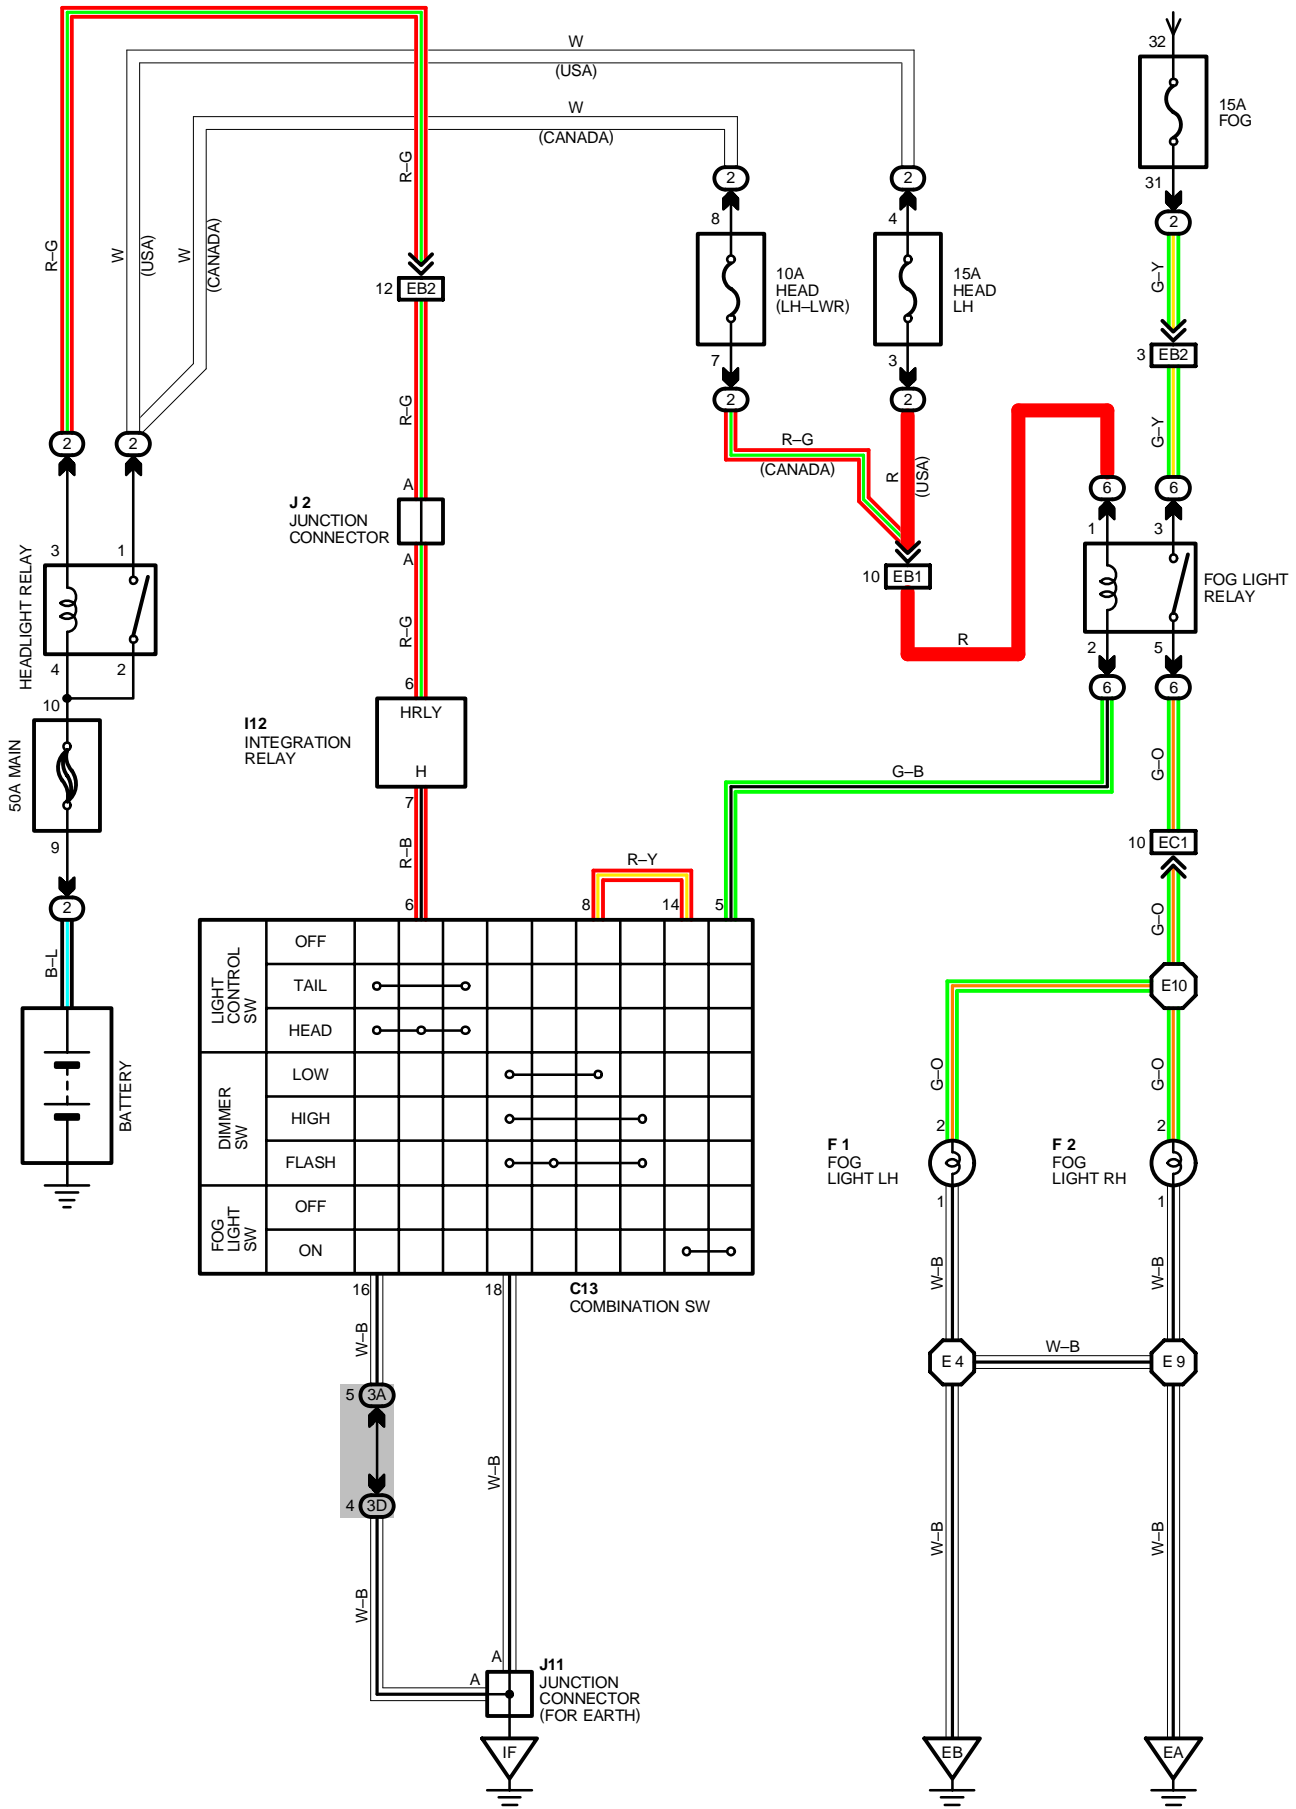 W
(USA)
W
(CANADA)
32
15A
FOG
31
2
G–Y
3 EB2
G–Y
R–G
W
(USA)
W
(CANADA)
R–G
12 EB2
R–G
2
8
10A
HEAD
(LH–LWR)
7
2
2
4
15A
HEAD
LH
3
2
R–G
(CANADA)
R
(USA)
10 EB1
R
2
2
3
1
HEADLIGHT RELAY
4
2
10
50A MAIN
9
2
B–L
BATTERY
A
J 2
JUNCTION
CONNECTOR
A
R–G
6
HRLY
I12
INTEGRATION
RELAY
H
7
R–B
6
6
1
3
FOG LIGHT
RELAY
2
5
6
6
G–B
G–O
10 EC1
G–O
E10
G–O
G–O
R–Y
6
8
14
5
LIGHT
CONTROL
SW
OFF
TAIL
HEAD
DIMMER
SW
LOW
HIGH
FLASH
FOG
LIGHT
SW
OFF
ON
16
18
C13
COMBINATION SW
2
F 1
FOG
LIGHT LH
1
2
F 2
FOG
LIGHT RH
1
W–B
W–B
E 4
W–B
E 9
W–B
W–B
EB
EA
W–B
5 3A
4 3D
W–B
W–B
A
A
J11
JUNCTION
CONNECTOR
(FOR EARTH)
IF